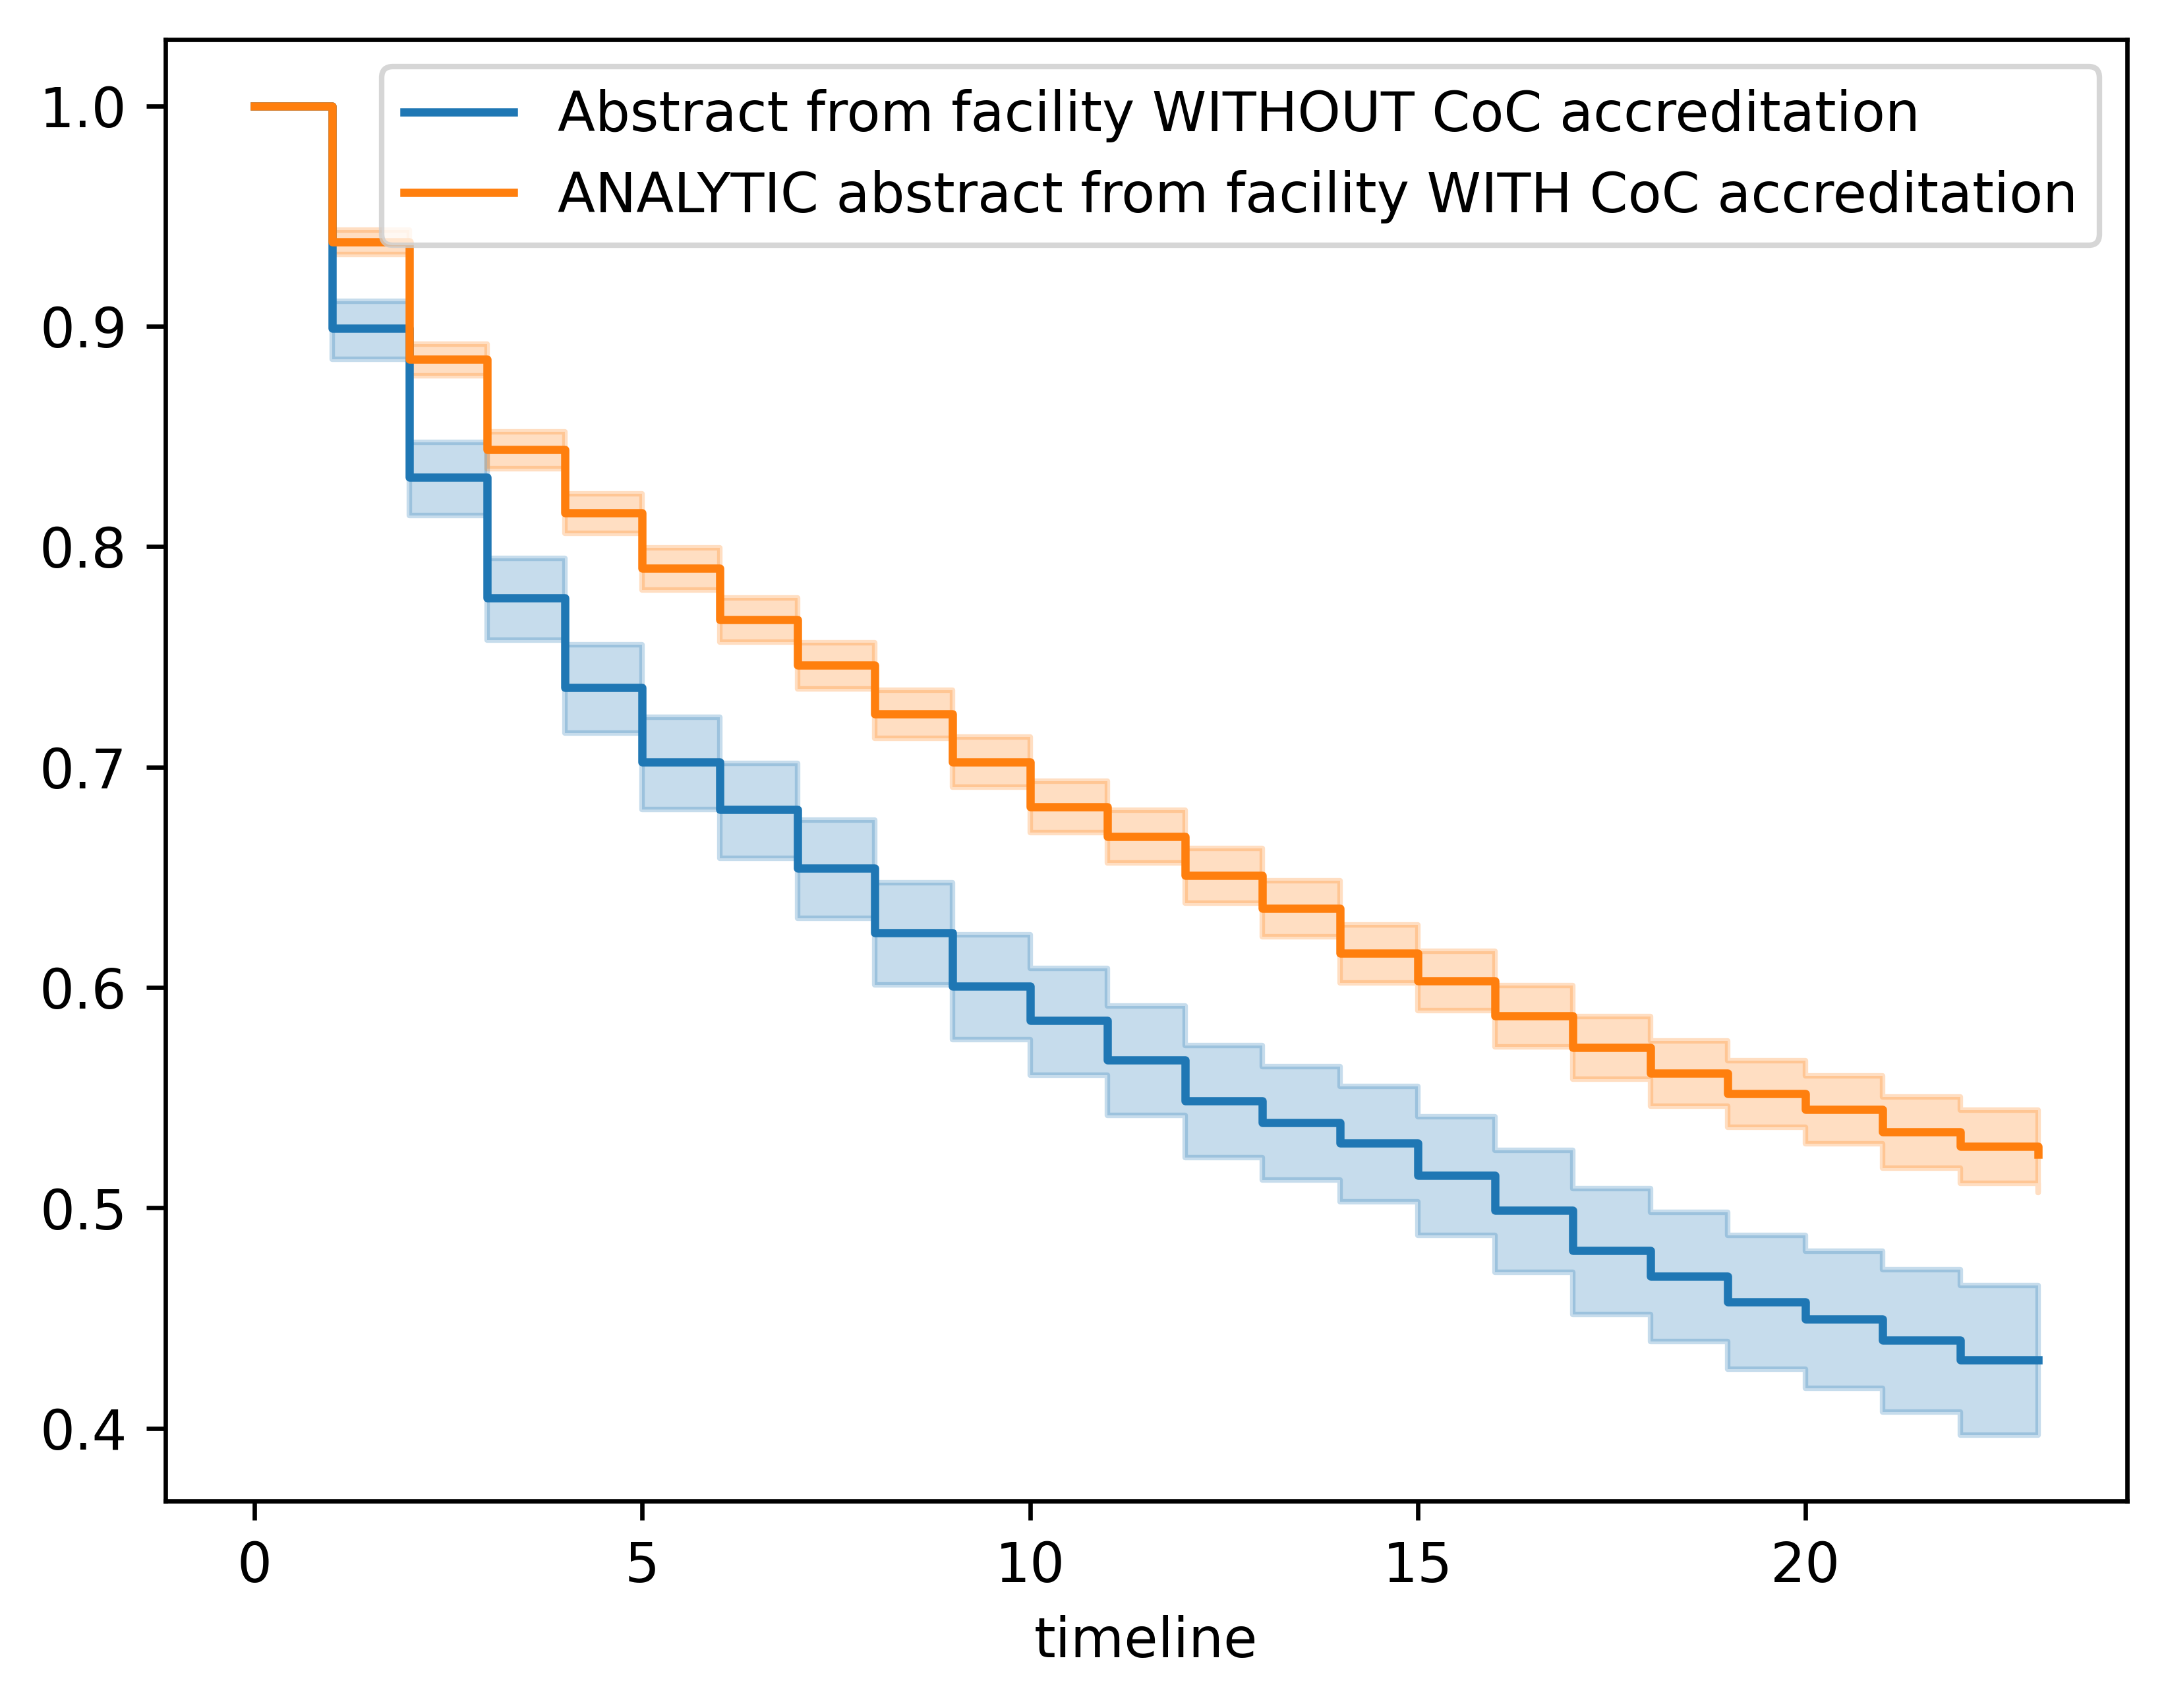 Abstract from facility WITHOUT CoC accreditation
ANALYTIC abstract from facility WITH CoC accreditation
1.0
0.9
0.8
0.7
0.6
0.5
0.4
0 5 10 15 20
timeline